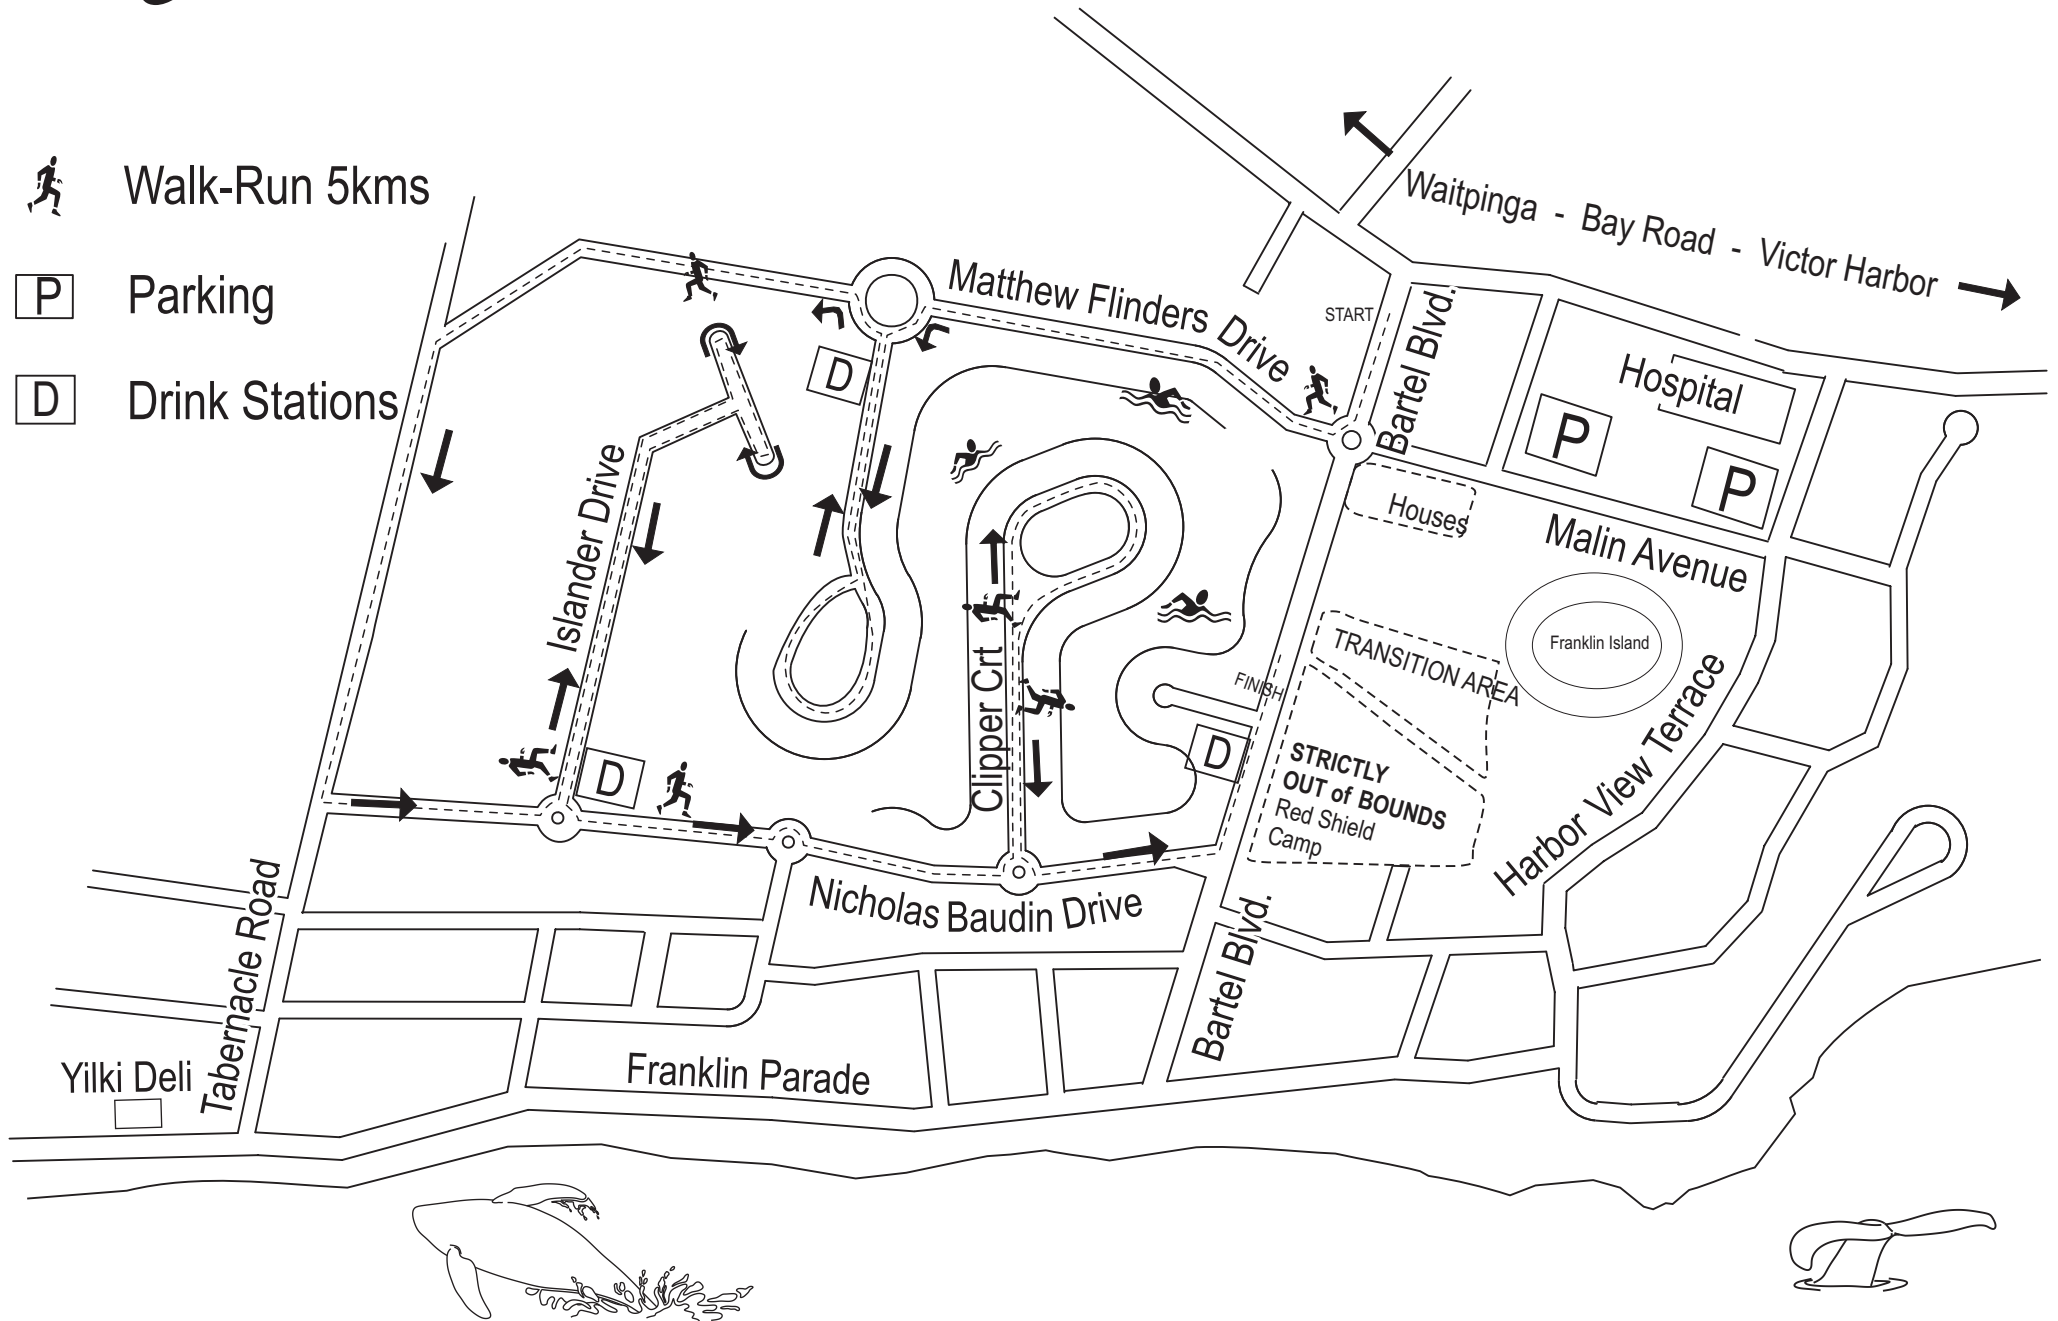 Walk-Run 5kms
P
Parking
D
Drink Stations
Waitpinga - Bay Road - Victor Harbor
Matthew Flinders Drive
START
Bartel Blvd.
Hospital
P
P
D
Houses
Malin Avenue
Islander Drive
Franklin Island
TRANSITION AREA
Clipper Crt
FINISH
Harbor View Terrace
D
D
STRICTLY
OUT of BOUNDS
Red Shield
Camp
Nicholas Baudin Drive
Tabernacle Road
Bartel Blvd.
Bartel Blvd.
Yilki Deli
Franklin Parade